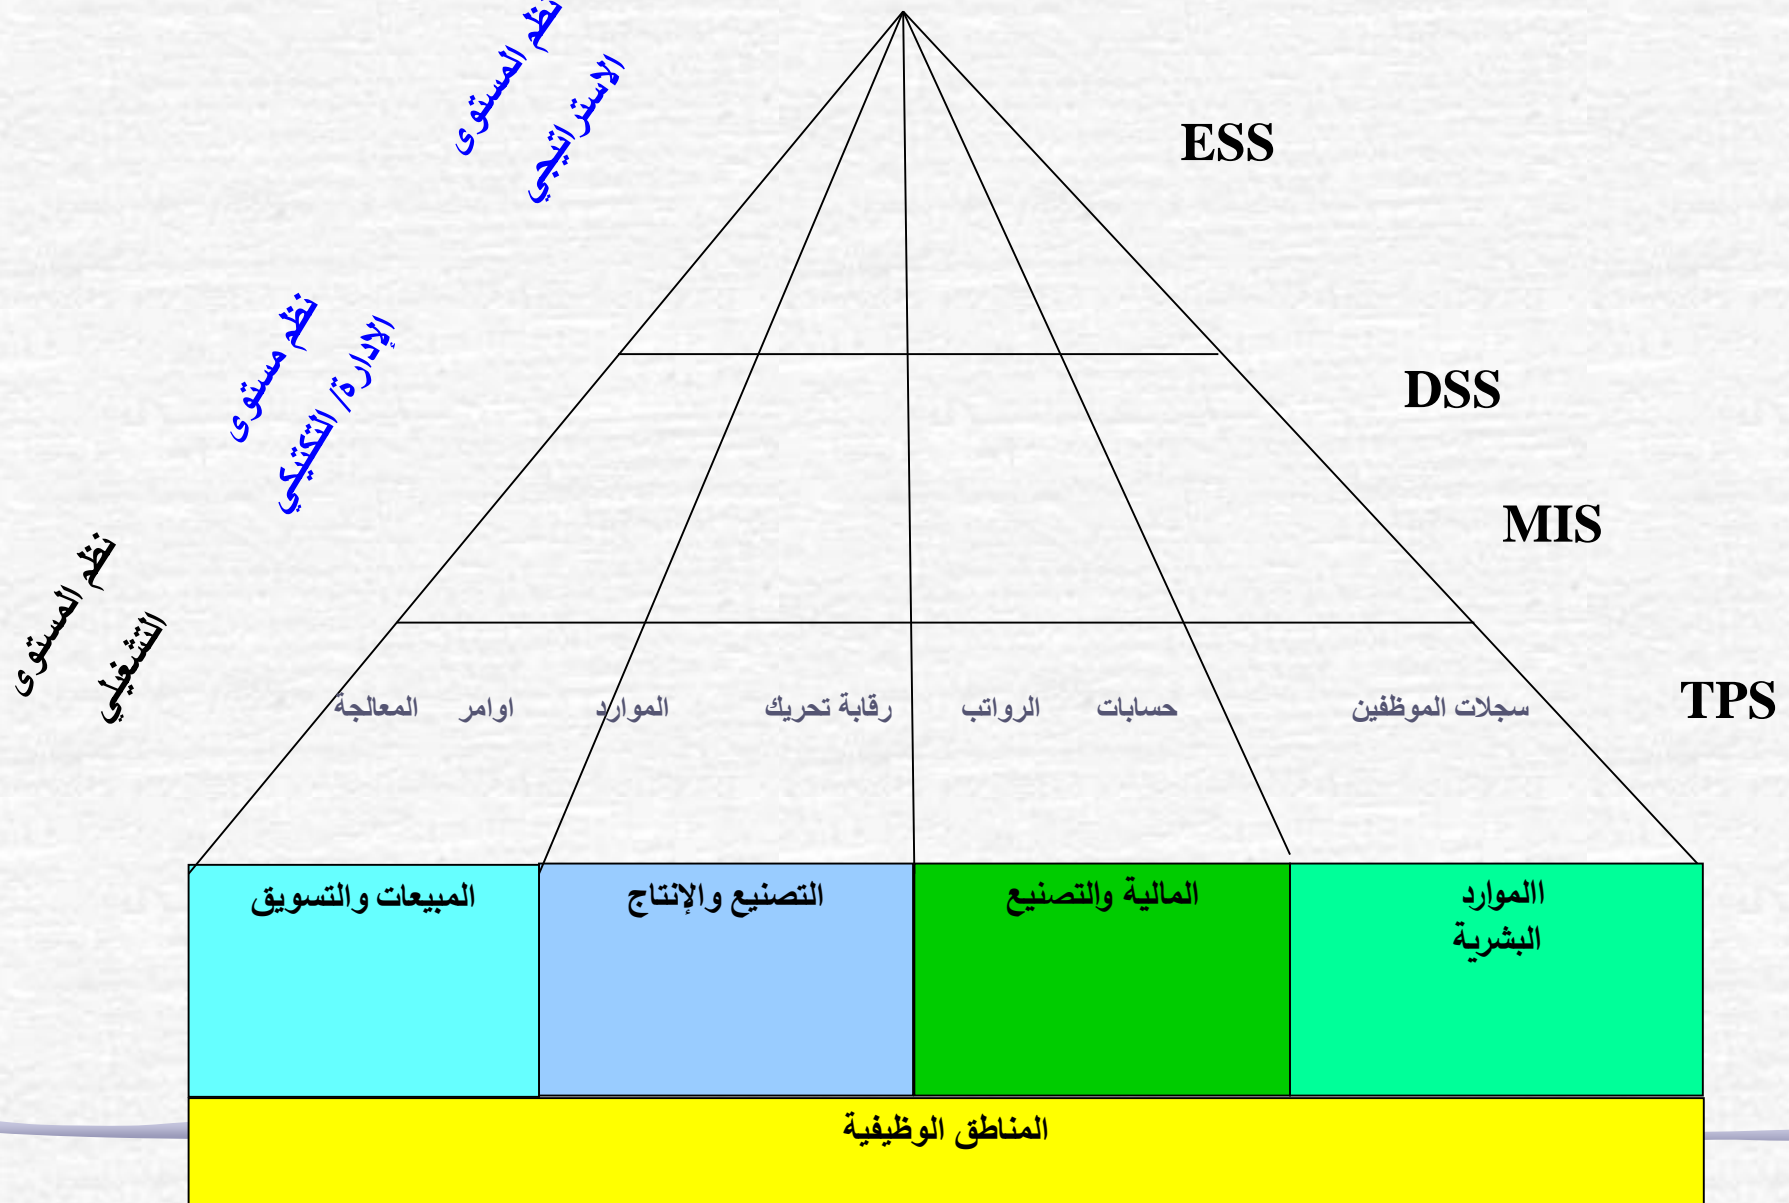 نظم المستوى
الاستراتيجي
ESS
نظم مستوى
الإدارة/ التكتيكي
DSS
MIS
نظم المستوى
التشغيلي
سجلات الموظفين
حسابات الرواتب
رقابة تحريك الموارد
اوامر المعالجة
TPS
االموارد
البشرية
المالية والتصنيع
التصنيع والإنتاج
المبيعات والتسويق
المناطق الوظيفية